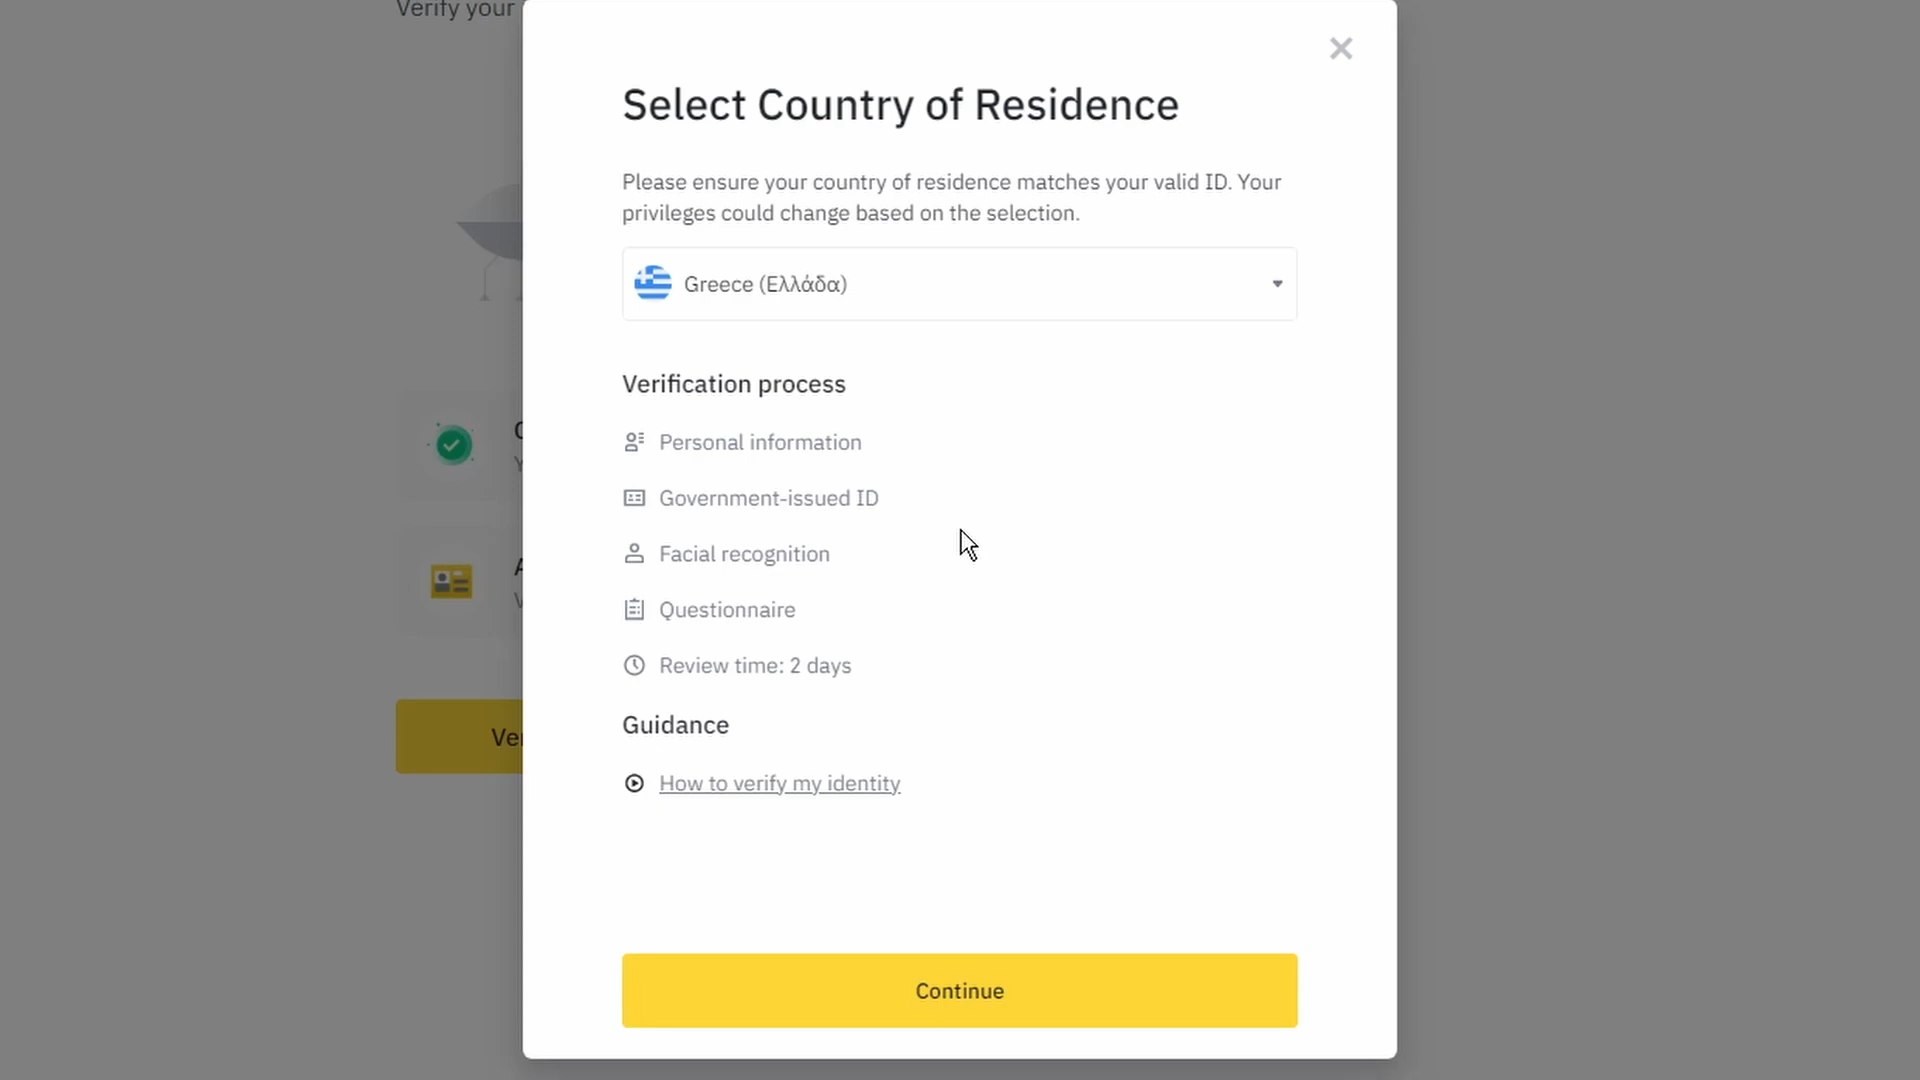 Verify your
Select Country of Residence
Please ensure your country of residence matches your valid ID. Your
privileges could change based on the selection.
Greece (Ελλάδα)
Verification process
Personal information
Government-issued ID
Facial recognition
Questionnaire
Review time: 2 days
Guidance
How to verify my identity
Continue